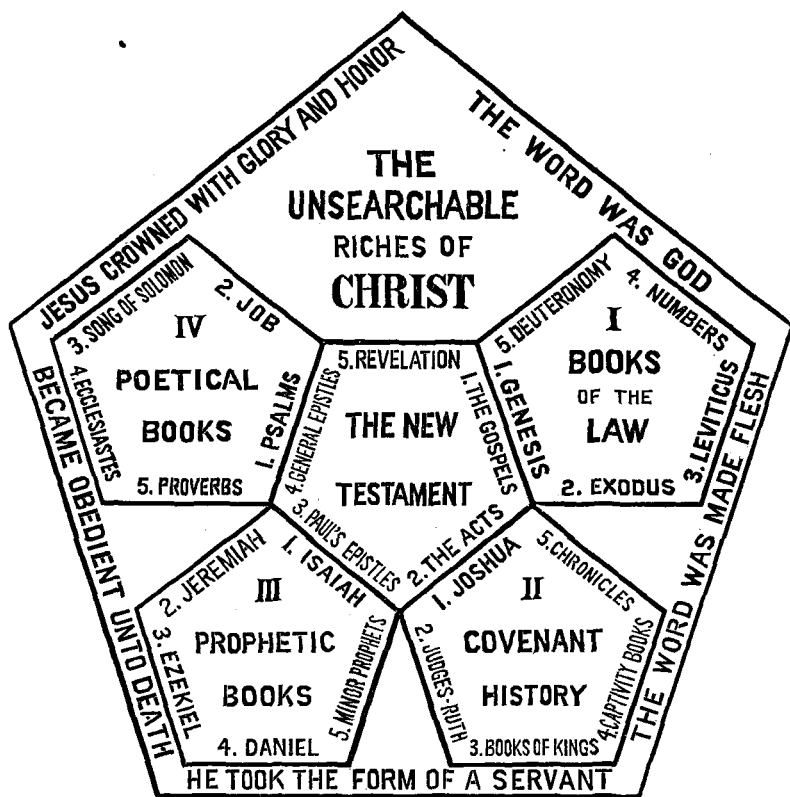 JESUS CROWNED WITH GLORY AND HONOR
THE WORD WAS GOD
THE WORD WAS MADE FLESH
HE TOOK THE FORM OF A SERVANT
BECAME OBEDIENT UNTO DEATH
THE
UNSEARCHABLE
RICHES OF
CHRIST
I
BOOKS
OF THE
LAW
1. GENESIS
2. EXODUS
3. LEVITICUS
4. NUMBERS
5. DEUTERONOMY
II
COVENANT
HISTORY
1. JOSHUA
2. JUDGES-RUTH
3. BOOKS OF KINGS
4. CAPTIVITY BOOKS
5. CHRONICLES
III
PROPHETIC
BOOKS
1. ISAIAH
2. JEREMIAH
3. EZEKIEL
4. DANIEL
5. MINOR PROPHETS
IV
POETICAL
BOOKS
1. PSALMS
2. JOB
3. SONG OF SOLOMON
4. ECCLESIASTES
5. PROVERBS
THE NEW
TESTAMENT
1. THE GOSPELS
2. THE ACTS
3. PAUL'S EPISTLES
4. GENERAL EPISTLES
5. REVELATION